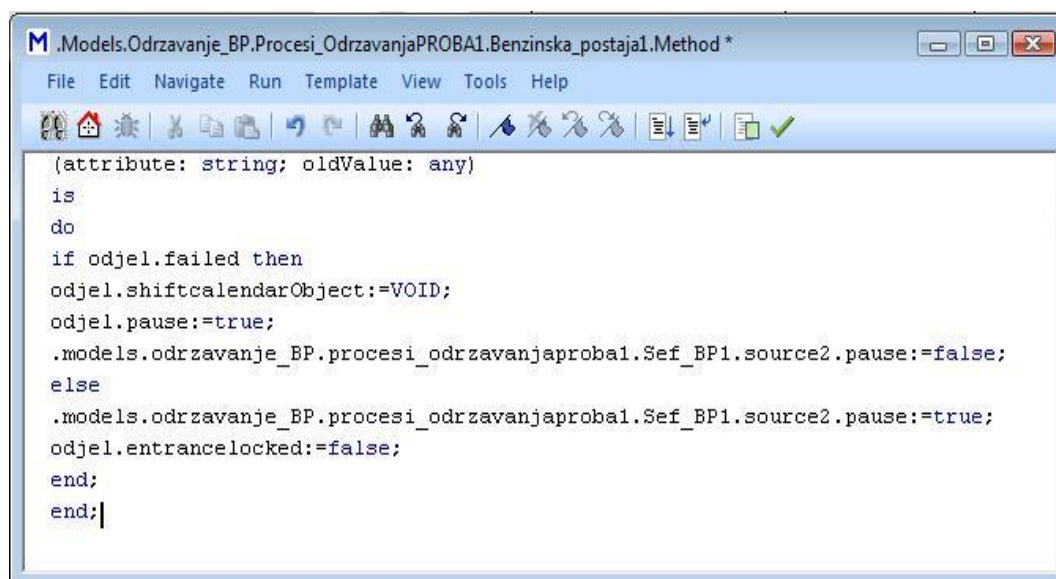 M .Models.Odrzavanje_BP.Procesi_OdrzavanjaPROBA1.Benzinska_postaja1.Method *
File Edit Navigate Run Template View Tools Help
(attribute: string; oldValue: any)
is
do
if odjel.failed then
odjel.shiftcalendarObject:=VOID;
odjel.pause:=true;
.models.odrzavanje_BP.procesi_odrzavanjaproba1.Sef_BP1.source2.pause:=false;
else
.models.odrzavanje_BP.procesi_odrzavanjaproba1.Sef_BP1.source2.pause:=true;
odjel.entrancelocked:=false;
end;
end;